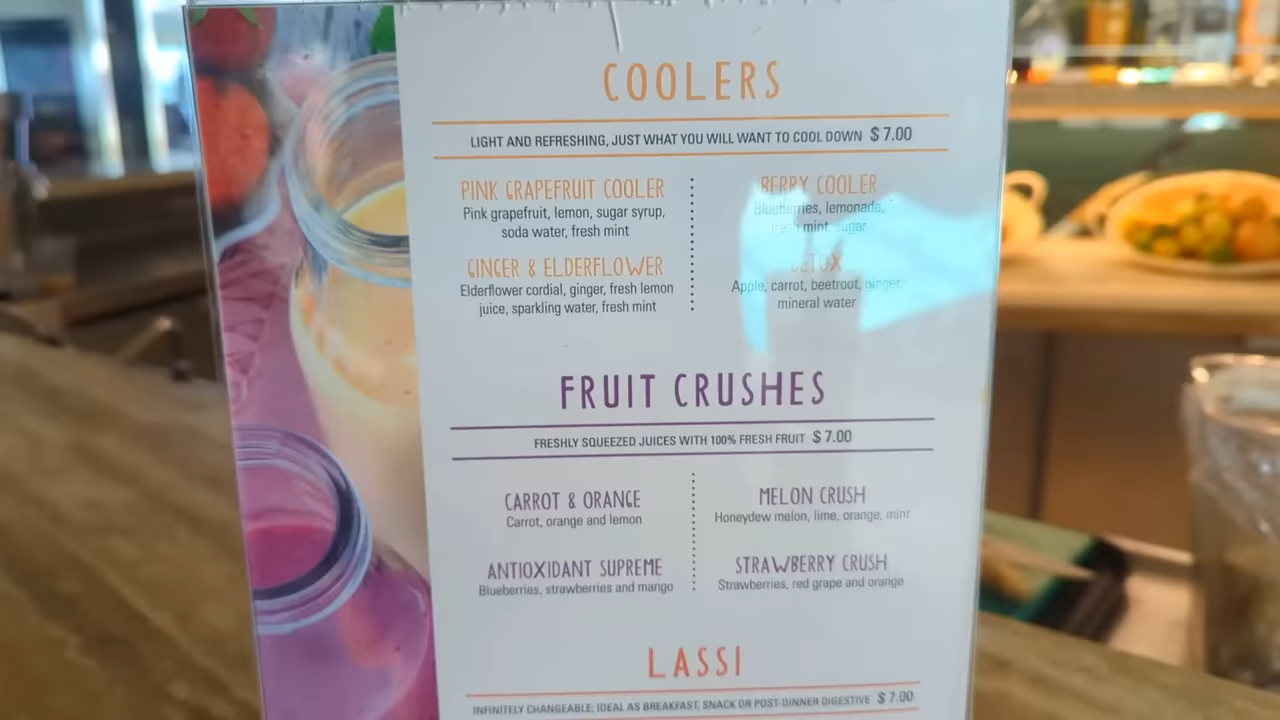 COOLERS
LIGHT AND REFRESHING, JUST WHAT YOU WILL WANT TO COOL DOWN $7.00
PINK GRAPEFRUIT COOLER
Pink grapefruit, lemon, sugar syrup,
soda water, fresh mint
GINGER & ELDERFLOWER
Elderflower cordial, ginger, fresh lemon
juice, sparkling water, fresh mint
BERRY COOLER
Blueberries, lemonade,
fresh mint, sugar
DETOX
Apple, carrot, beetroot, ginger,
mineral water
FRUIT CRUSHES
FRESHLY SQUEEZED JUICES WITH 100% FRESH FRUIT $7.00
CARROT & ORANGE
Carrot, orange and lemon
ANTIOXIDANT SUPREME
Blueberries, strawberries and mango
MELON CRUSH
Honeydew melon, lime, orange, mint
STRAWBERRY CRUSH
Strawberries, red grape and orange
LASSI
INFINITELY CHANGEABLE; IDEAL AS BREAKFAST, SNACK OR POST-DINNER DIGESTIVE $7.00